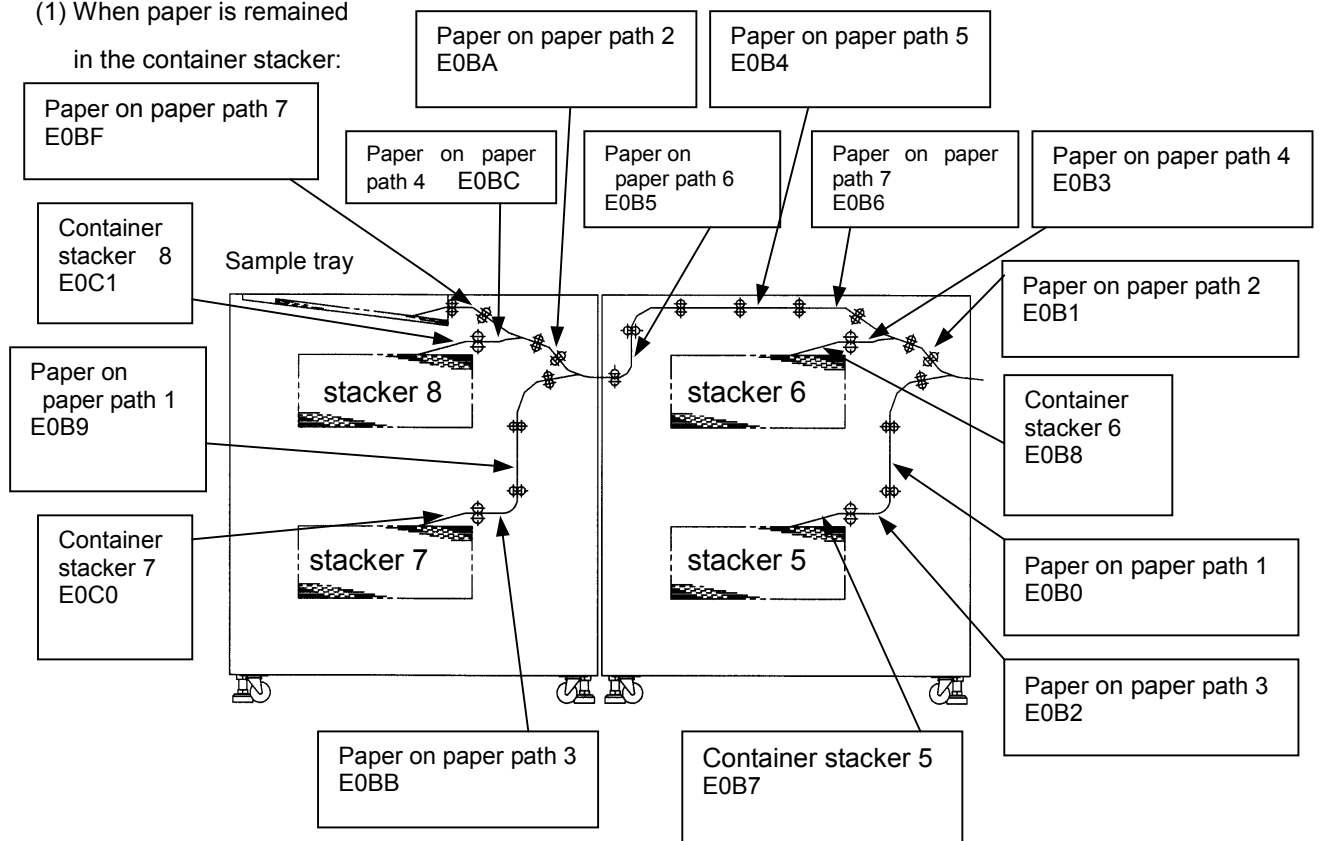 (1) When paper is remained
in the container stacker:
Paper on paper path 2
E0BA
Paper on paper path 5
E0B4
Paper on paper path 7
E0BF
Paper on paper
path 4 E0BC
Paper on
paper path 6
E0B5
Paper on paper
path 7
E0B6
Paper on paper path 4
E0B3
Container
stacker 8
E0C1
Sample tray
Paper on paper path 2
E0B1
Paper on
paper path 1
E0B9
stacker 8
stacker 6
Container
stacker 6
E0B8
Container
stacker 7
E0C0
stacker 7
stacker 5
Paper on paper path 1
E0B0
Paper on paper path 3
E0B2
Paper on paper path 3
E0BB
Container stacker 5
E0B7